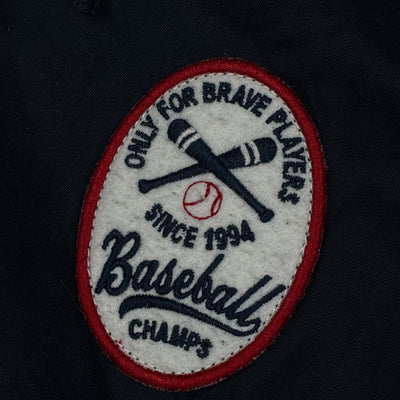 ONLY FOR BRAVE PLAYERS
SINCE 1994
Baseball
CHAMPS